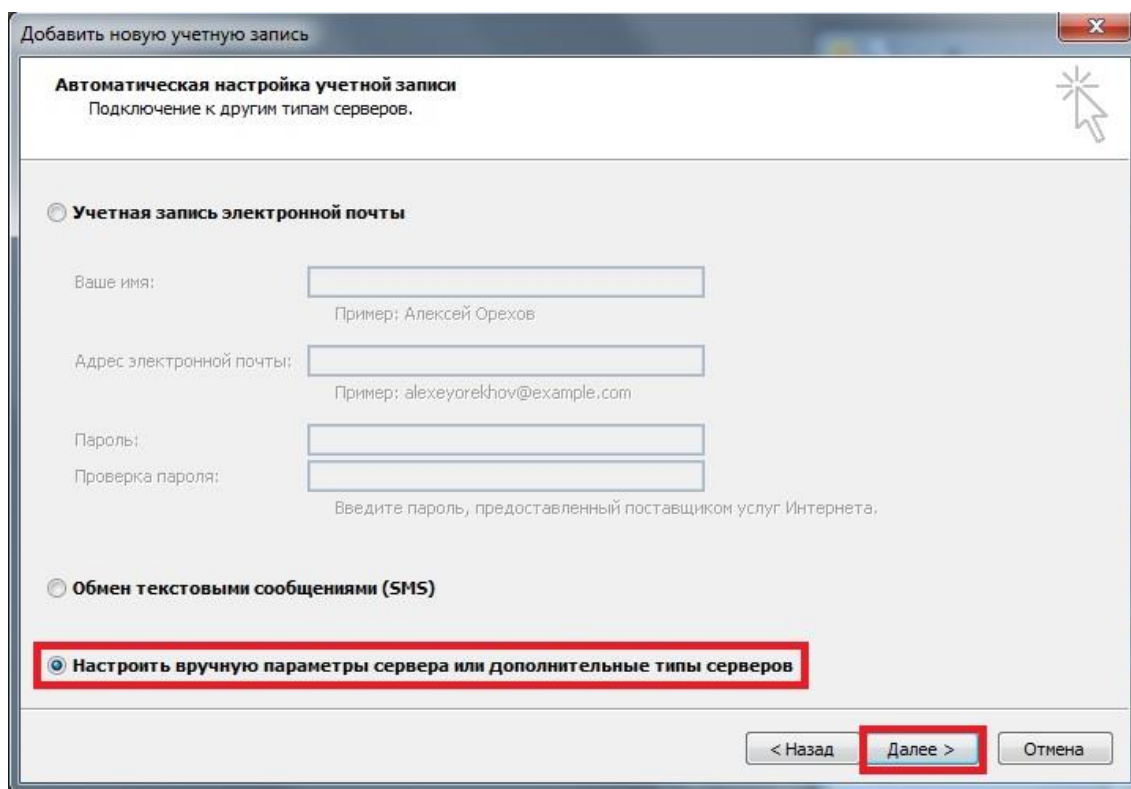 Добавить новую учетную запись
Автоматическая настройка учетной записи
Подключение к другим типам серверов.
Учетная запись электронной почты
Ваше имя:
Пример: Алексей Орехов
Адрес электронной почты:
Пример: alexeyorekhov@example.com
Пароль:
Проверка пароля:
Введите пароль, предоставленный поставщиком услуг Интернета.
Обмен текстовыми сообщениями (SMS)
Настроить вручную параметры сервера или дополнительные типы серверов
< Назад Далее > Отмена